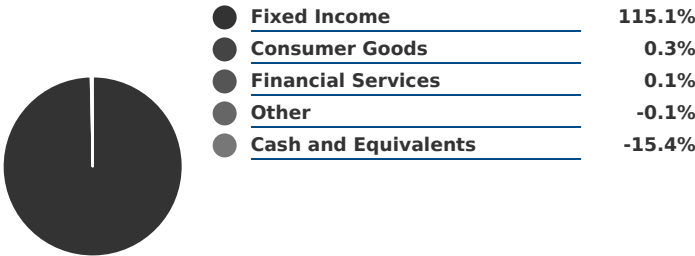 Fixed Income 115.1%
Consumer Goods 0.3%
Financial Services 0.1%
Other -0.1%
Cash and Equivalents -15.4%